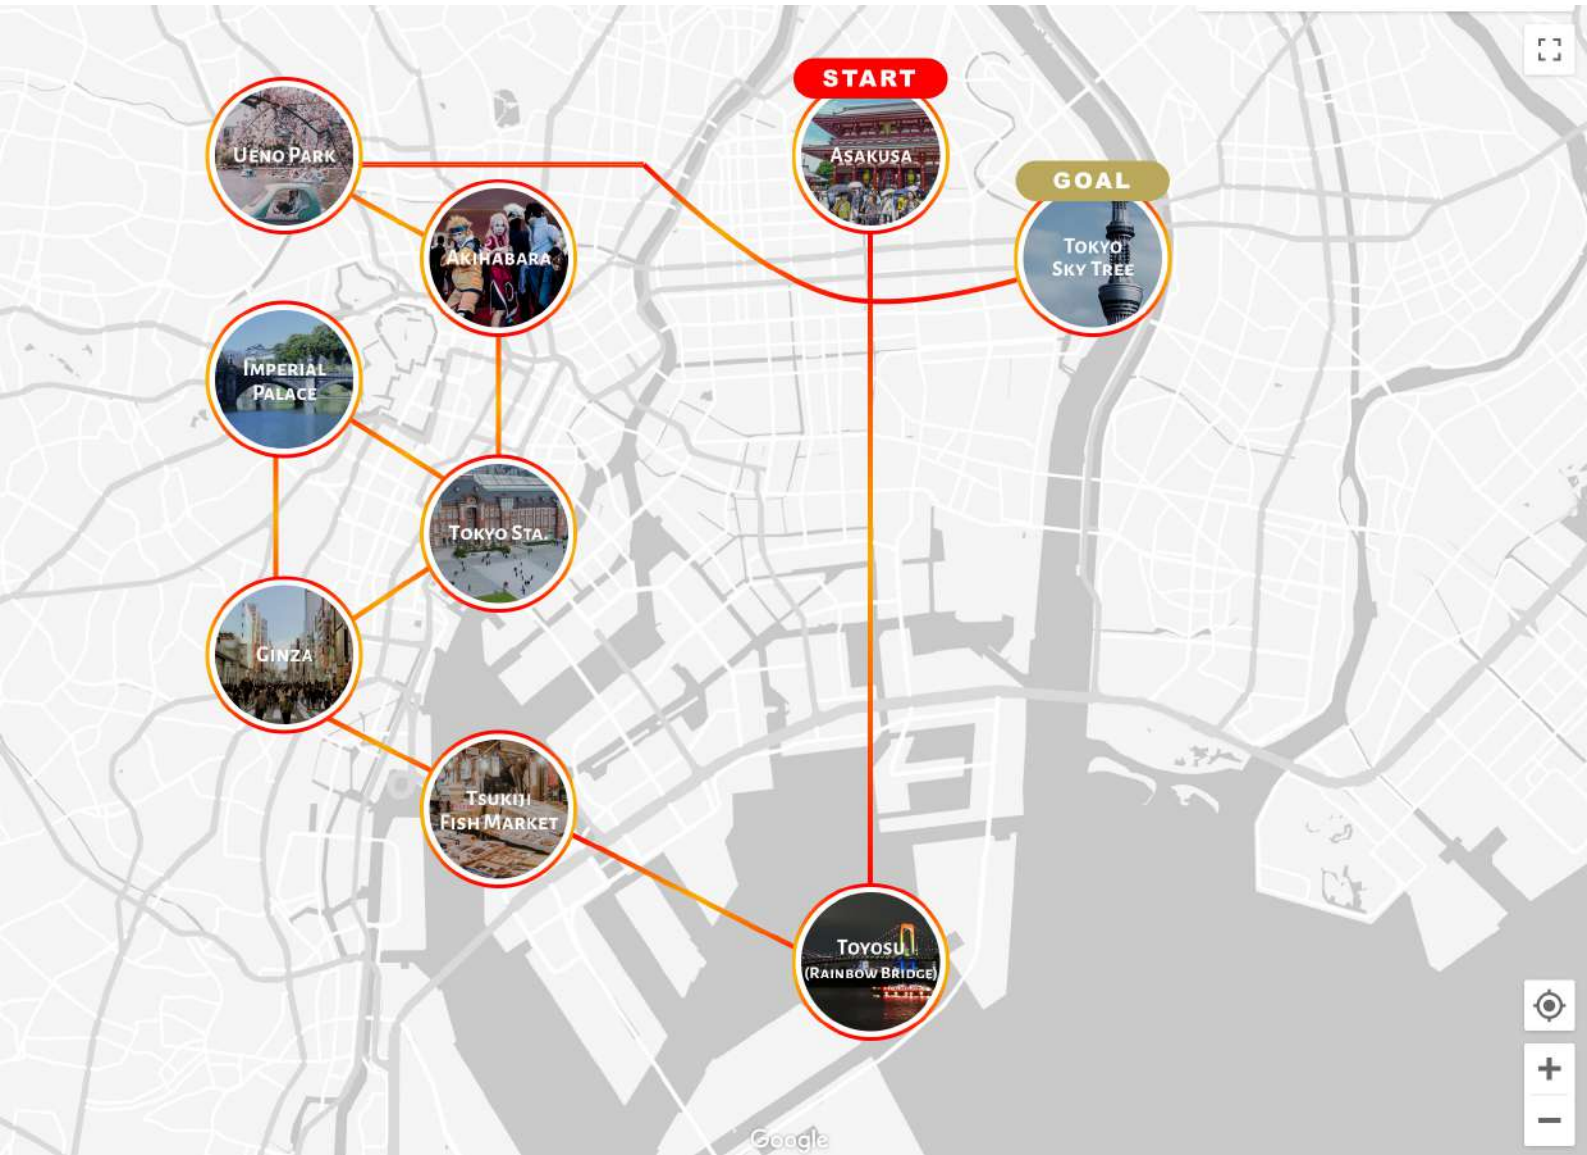 START
UENO PARK
ASAKUSA
GOAL
TOKYO
SKY TREE
AKIHABARA
IMPERIAL
PALACE
TOKYO STA.
GINZA
TSUKIJI
FISH MARKET
TOYOSU
(RAINBOW BRIDGE)
Google